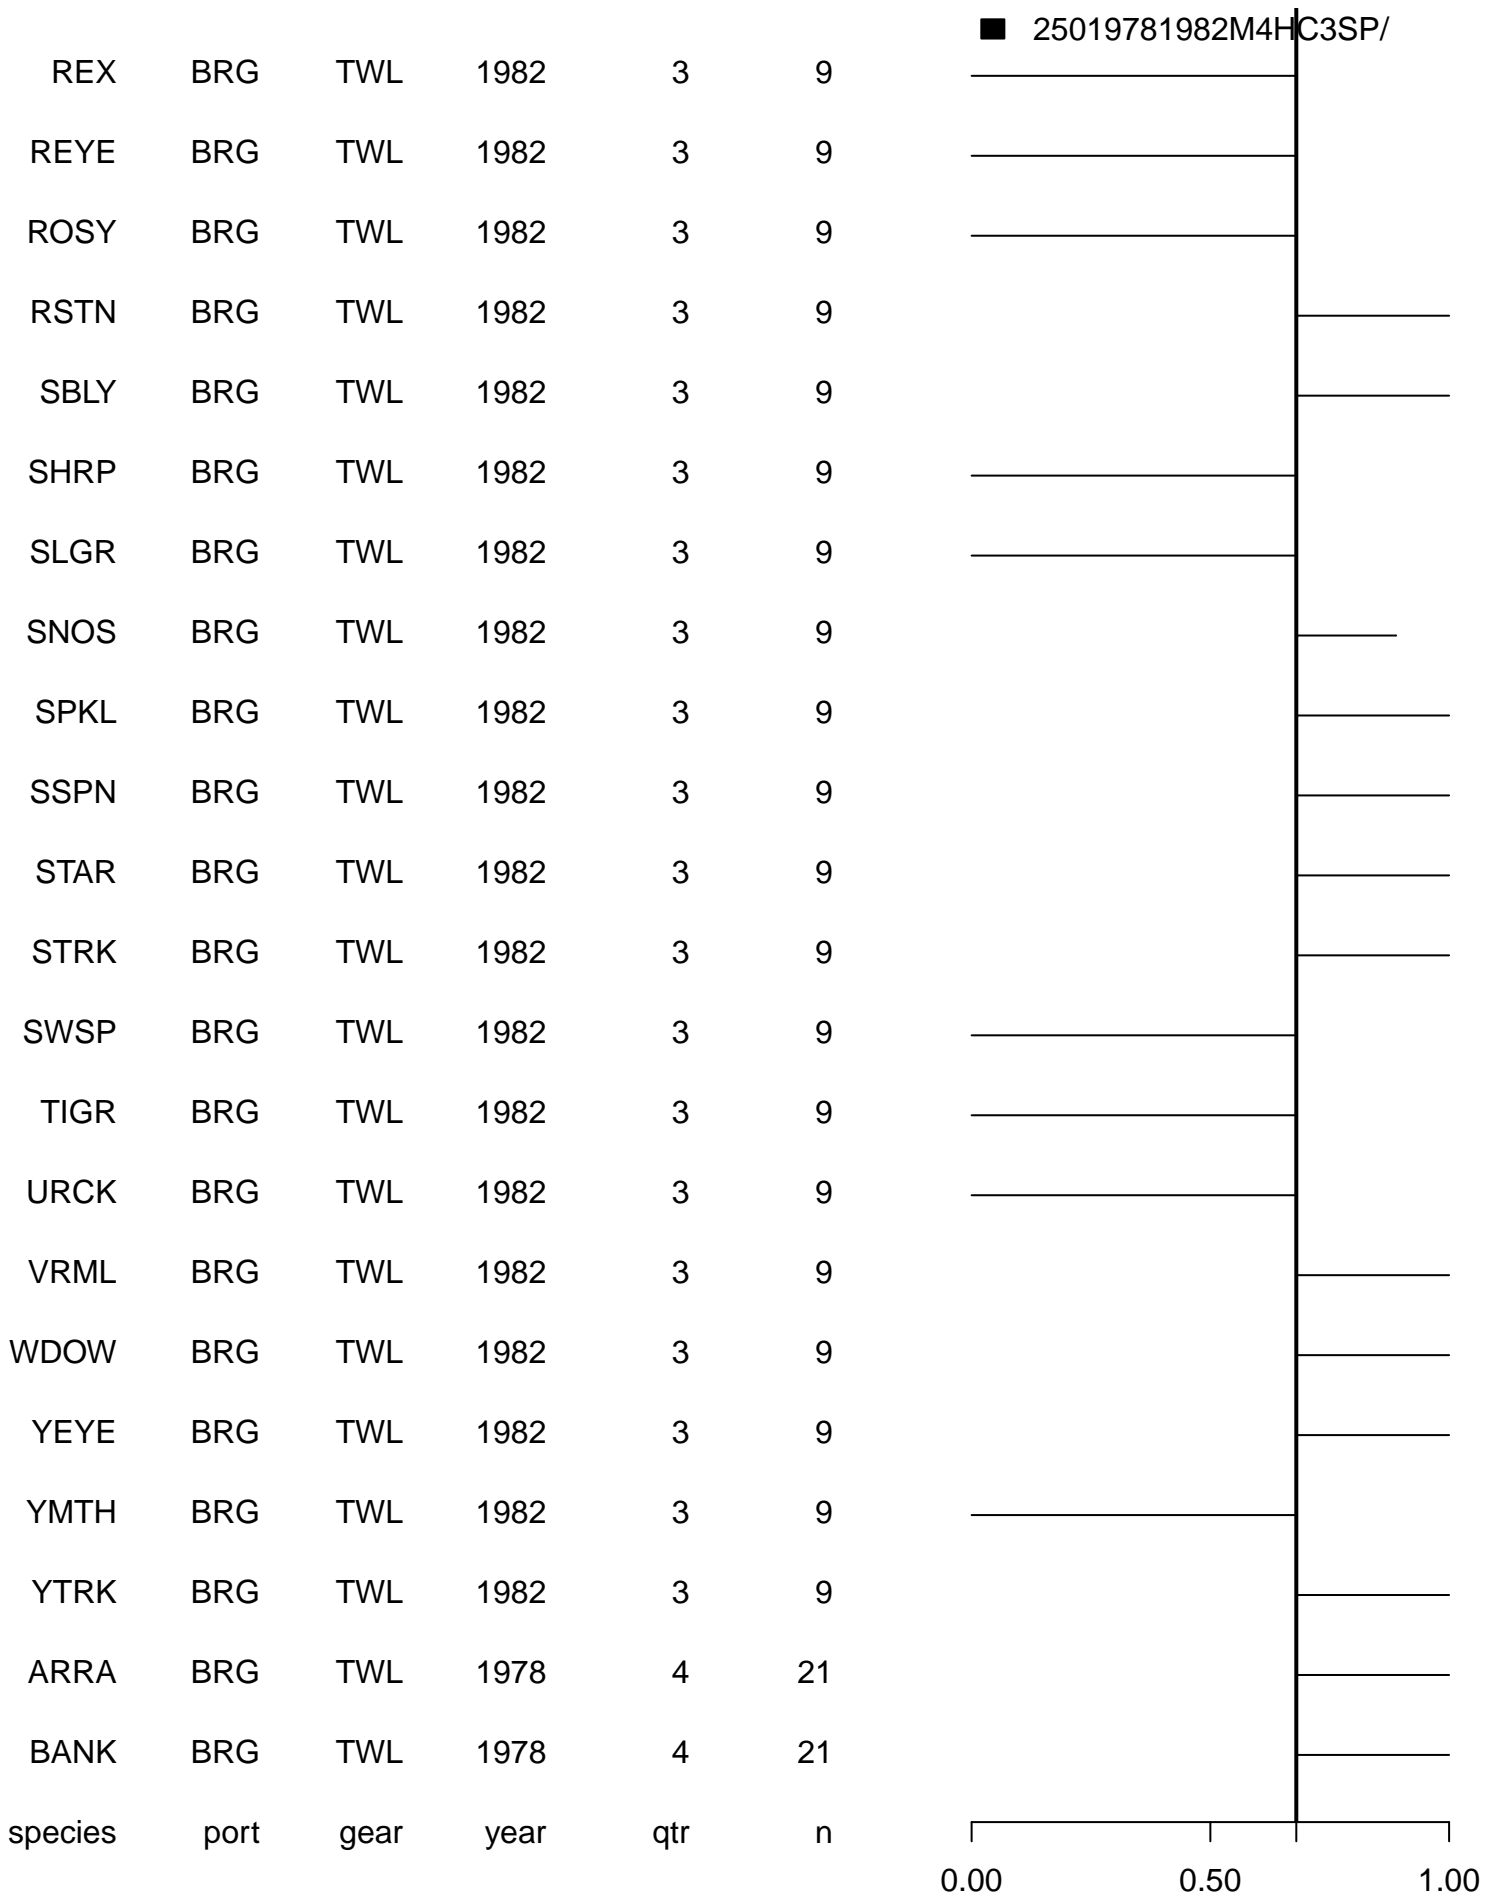 25019781982M4HC3SP/
REX BRG TWL 1982 3 9
REYE BRG TWL 1982 3 9
ROSY BRG TWL 1982 3 9
RSTN BRG TWL 1982 3 9
SBLY BRG TWL 1982 3 9
SHRP BRG TWL 1982 3 9
SLGR BRG TWL 1982 3 9
SNOS BRG TWL 1982 3 9
SPKL BRG TWL 1982 3 9
SSPN BRG TWL 1982 3 9
STAR BRG TWL 1982 3 9
STRK BRG TWL 1982 3 9
SWSP BRG TWL 1982 3 9
TIGR BRG TWL 1982 3 9
URCK BRG TWL 1982 3 9
VRML BRG TWL 1982 3 9
WDOW BRG TWL 1982 3 9
YEYE BRG TWL 1982 3 9
YMTH BRG TWL 1982 3 9
YTRK BRG TWL 1982 3 9
ARRA BRG TWL 1978 4 21
BANK BRG TWL 1978 4 21
species port gear year qtr n
0.00 0.50 1.00